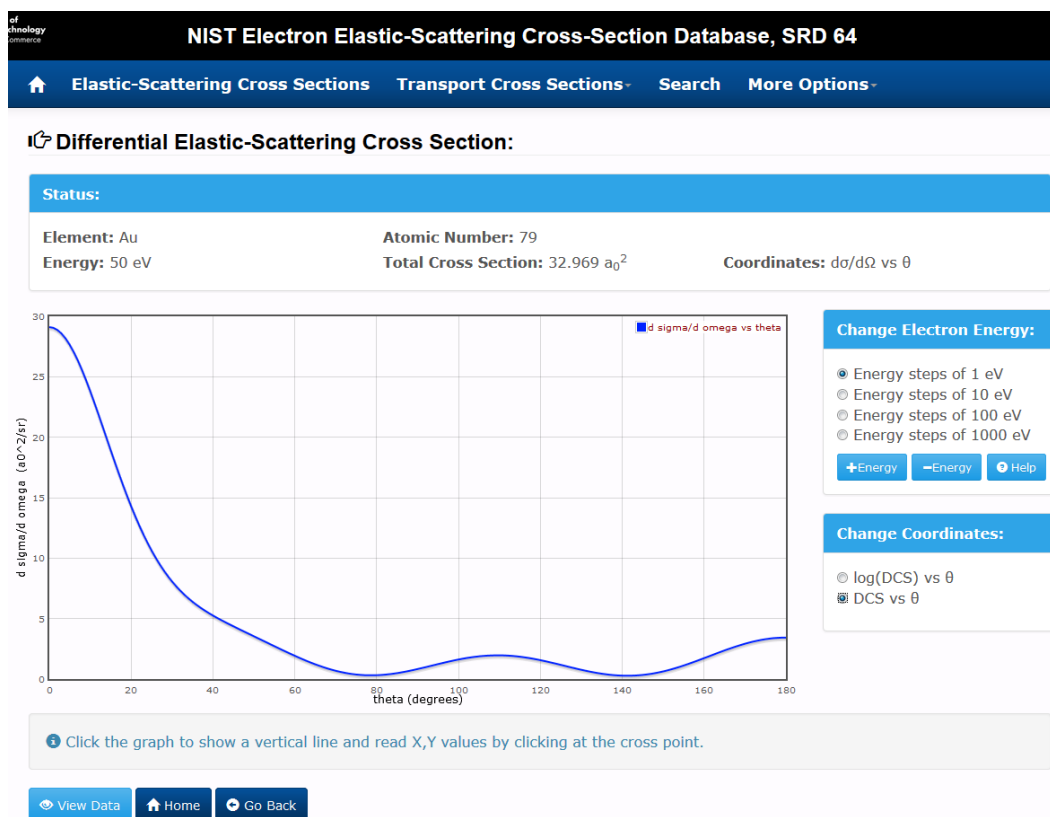 of
chnology
Commerce
NIST Electron Elastic-Scattering Cross-Section Database, SRD 64
Elastic-Scattering Cross Sections Transport Cross Sections Search More Options
Differential Elastic-Scattering Cross Section:
Status:
Element: Au Atomic Number: 79
Energy: 50 eV Total Cross Section: 32.969 a₀² Coordinates: dσ/dΩ vs θ
d sigma/d omega vs theta
30
25
20
15
10
5
0
d sigma/d omega (a0^2/sr)
0 20 40 60 80 100 120 140 160 180
theta (degrees)
Change Electron Energy:
Energy steps of 1 eV
Energy steps of 10 eV
Energy steps of 100 eV
Energy steps of 1000 eV
+Energy −Energy ? Help
Change Coordinates:
log(DCS) vs θ
DCS vs θ
Click the graph to show a vertical line and read X,Y values by clicking at the cross point.
View Data Home Go Back